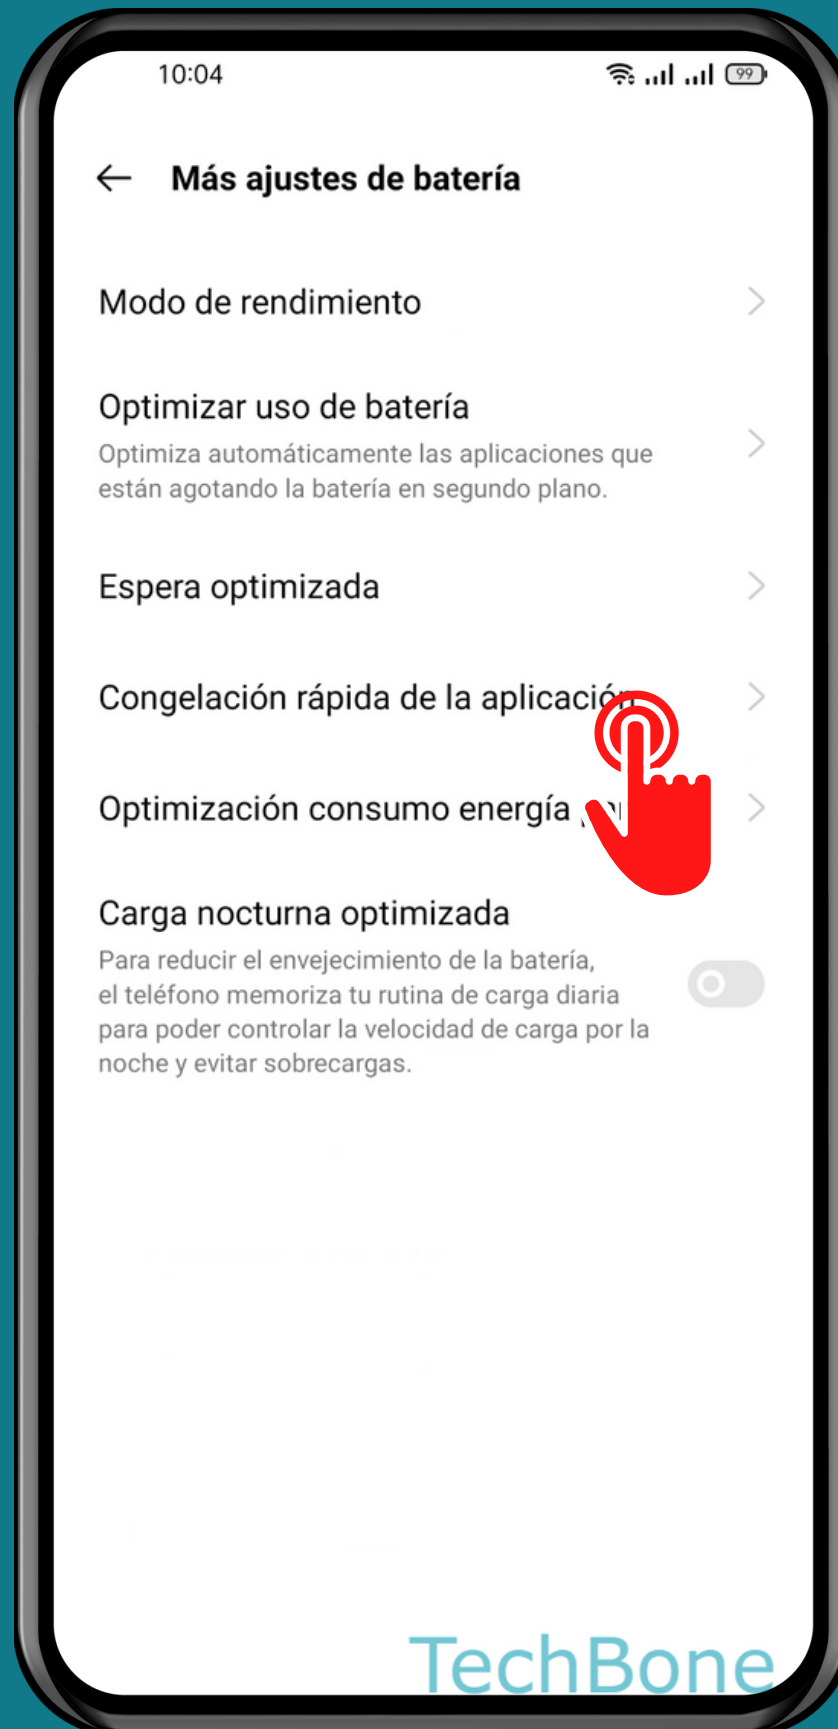 10:04
99
Más ajustes de batería
Modo de rendimiento
Optimizar uso de batería
Optimiza automáticamente las aplicaciones que
están agotando la batería en segundo plano.
Espera optimizada
Congelación rápida de la aplicación
Optimización consumo energía
Carga nocturna optimizada
Para reducir el envejecimiento de la batería,
el teléfono memoriza tu rutina de carga diaria
para poder controlar la velocidad de carga por la
noche y evitar sobrecargas.
TechBone